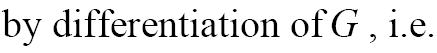 by differentiation of G , i.e.